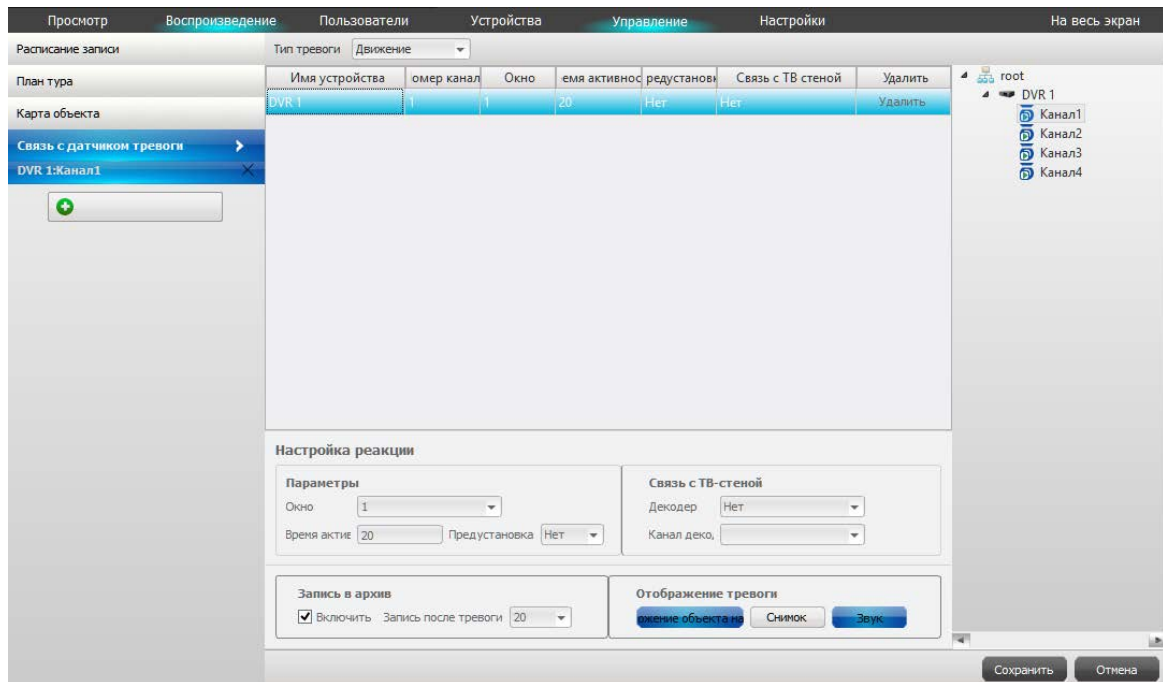 Просмотр Воспроизведение Пользователи Устройства Управление Настройки На весь экран
Расписание записи
План тура
Карта объекта
Связь с датчиком тревоги
DVR 1:Канал1
Тип тревоги Движение
Имя устройства омер канал Окно емя активнос редустановк Связь с ТВ стеной Удалить
DVR 1 1 1 20 Нет Нет Удалить
root
DVR 1
Канал1
Канал2
Канал3
Канал4
Настройка реакции
Параметры
Окно 1
Время актив 20 Предустановка Нет
Связь с ТВ-стеной
Декодер Нет
Канал деко,
Запись в архив
Включить Запись после тревоги 20
Отображение тревоги
ожение объекта на Снимок Звук
Сохранить Отмена